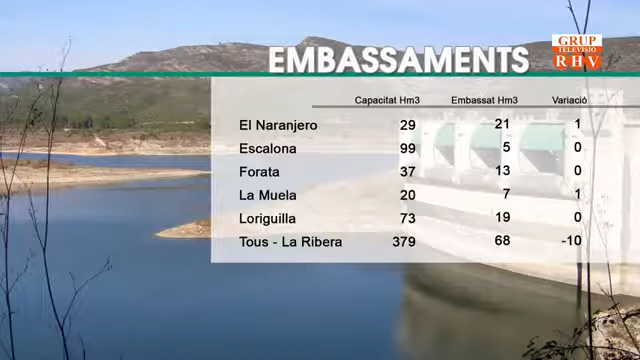 EMBASSAMENTS
GRUP
TELEVISIÓ
RHV
Capacitat Hm3 Embassat Hm3 Variació
El Naranjero 29 21 1
Escalona 99 5 0
Forata 37 13 0
La Muela 20 7 1
Loriguilla 73 19 0
Tous - La Ribera 379 68 -10